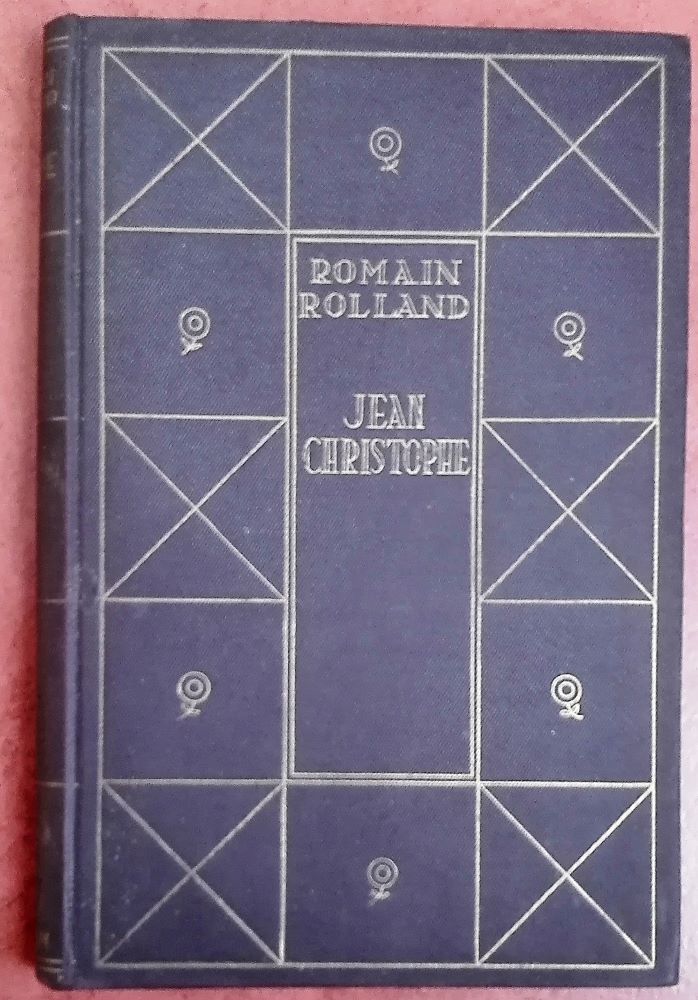 ROMAIN
ROLLAND
JEAN
CHRISTOPHE